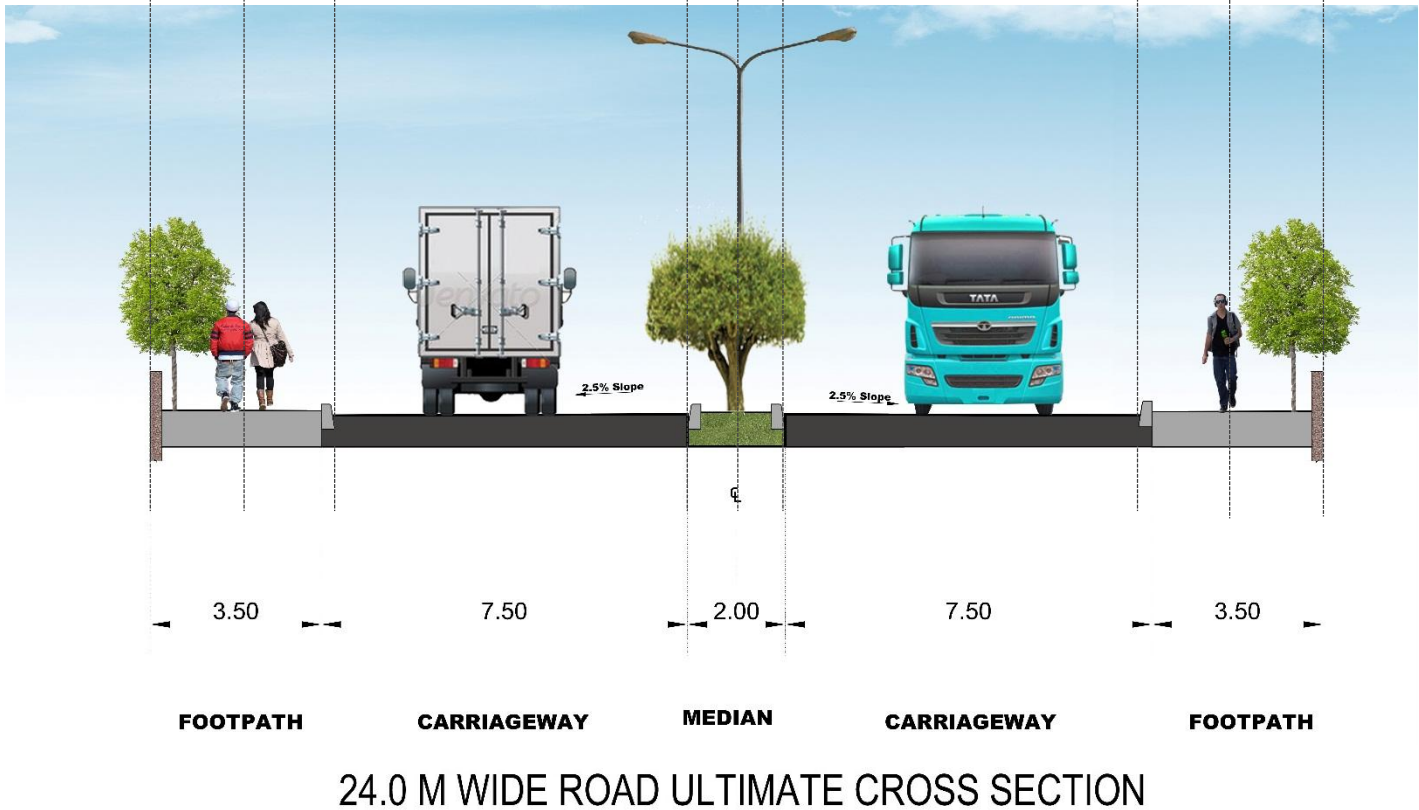 TATA
2.5% Slope
2.5% Slope
℄
3.50 7.50 2.00 7.50 3.50
FOOTPATH CARRIAGEWAY MEDIAN CARRIAGEWAY FOOTPATH
24.0 M WIDE ROAD ULTIMATE CROSS SECTION